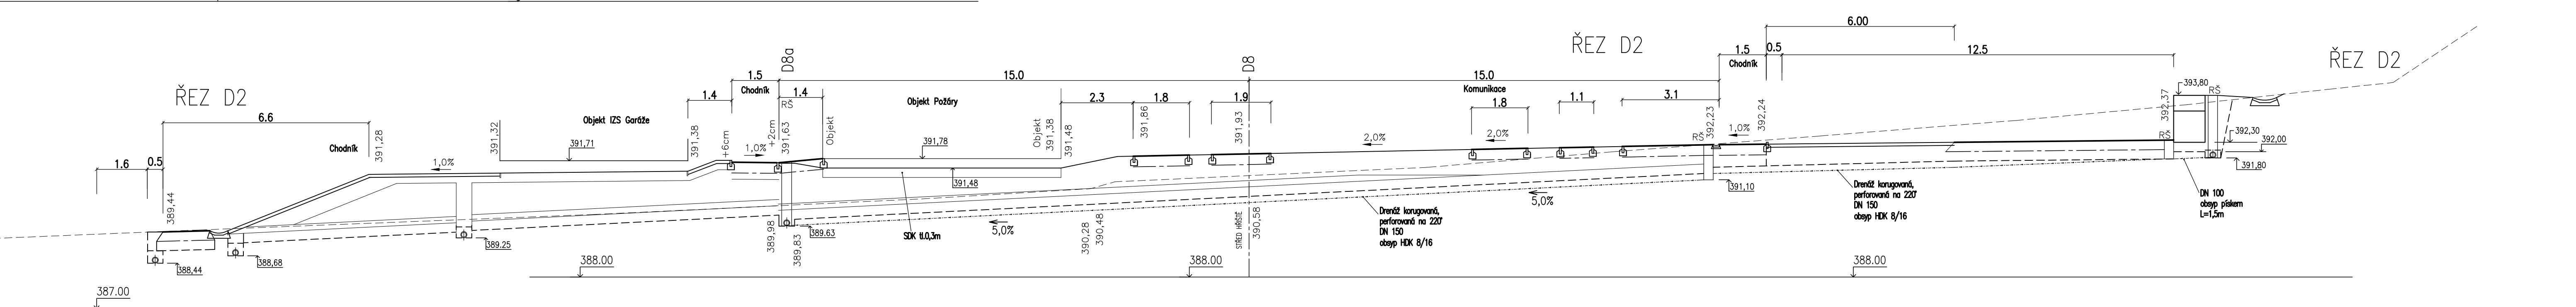 ŘEZ D2
ŘEZ D2
ŘEZ D2
6.00
1.5
0.5
12.5
Chodník
1.5
D8a
15.0
D8
15.0
Chodník
Komunikace
1.4
1.4
RŠ
Objekt Požáry
2.3
1.8
1.9
1.8
1.1
3.1
6.6
Objekt IZS Garáže
Chodník
391,28
391,32
391,71
391,38
+6cm
1,0%
+2cm
391,63
Objekt
391,78
Objekt
391,38
391,48
391,86
391,93
2,0%
2,0%
RŠ
392,23
1,0%
392,24
392,37
RŠ
393,80
RŠ
392,30
392,00
391,80
1.6
0.5
1,0%
389,44
391,48
391,10
5,0%
5,0%
SDK tl.0,3m
Drenáž korugovaná,
perforovaná na 220°
DN 150
obsyp HDK 8/16
Drenáž korugovaná,
perforovaná na 220°
DN 150
obsyp HDK 8/16
DN 100
obsyp pískem
L=1,5m
388,44
388,68
389.25
389,98
389,83
389.63
390,28
390,48
STŘED HŘIŠTĚ
390,58
388.00
388.00
388.00
387.00